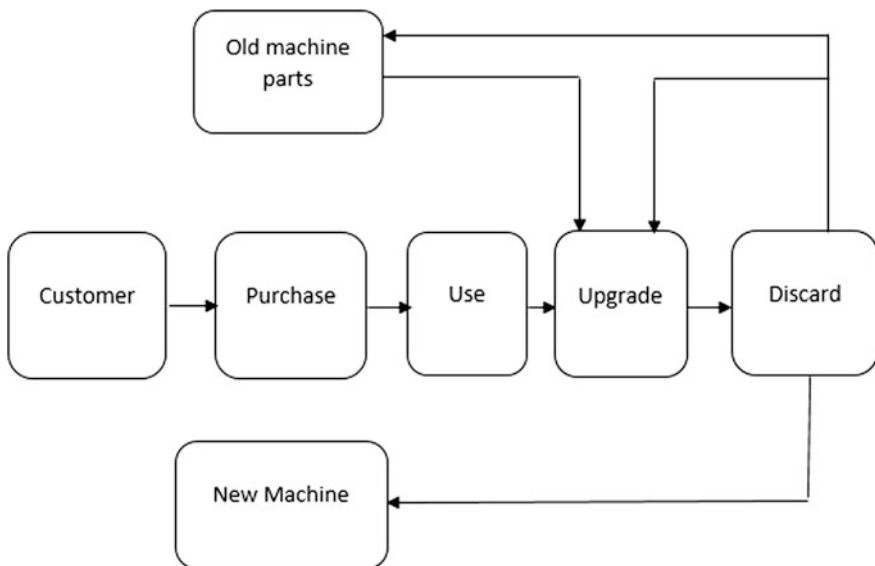 Old machine
parts
Customer
Purchase
Use
Upgrade
Discard
New Machine